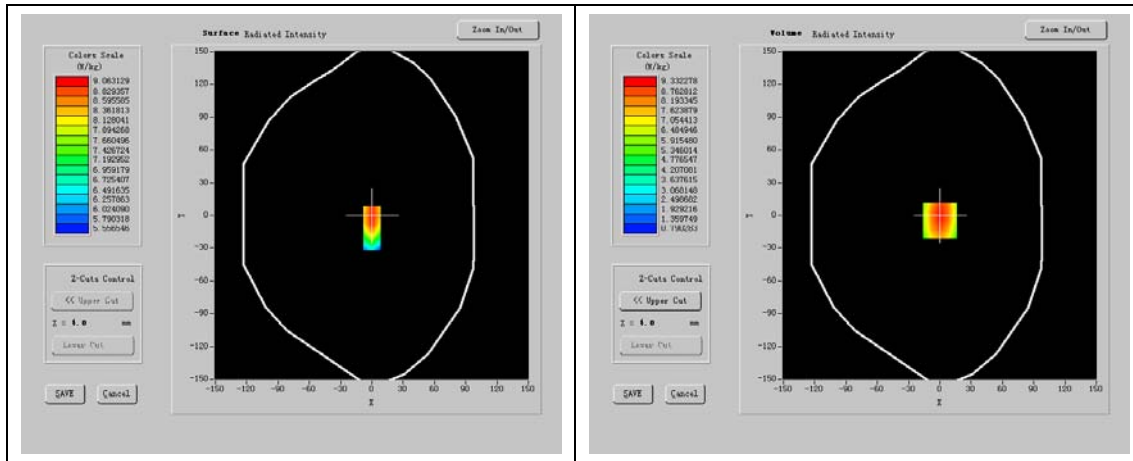 Surface Radiated Intensity
Zoom In/Out
Colors Scale
(W/kg)
9.063129
8.829357
8.595585
8.361813
8.128041
7.894268
7.660496
7.426724
7.192952
6.959179
6.725407
6.491635
6.257863
6.024090
5.790318
5.556546
150
120
90
60
30
0
-30
-60
-90
-120
-150
Y
-150 -120 -90 -60 -30 0 30 60 90 120 150
X
Z-Cuts Control
<< Upper Cut
Z = 4.0 mm
Lower Cut
SAVE Cancel
Volume Radiated Intensity
Zoom In/Out
Colors Scale
(W/kg)
9.332278
8.762812
8.193345
7.623879
7.054413
6.484946
5.915480
5.346014
4.776547
4.207081
3.637615
3.068148
2.498682
1.929216
1.359749
0.790283
150
120
90
60
30
0
-30
-60
-90
-120
-150
Y
-150 -120 -90 -60 -30 0 30 60 90 120 150
X
Z-Cuts Control
<< Upper Cut
Z = 4.0 mm
Lower Cut
SAVE Cancel